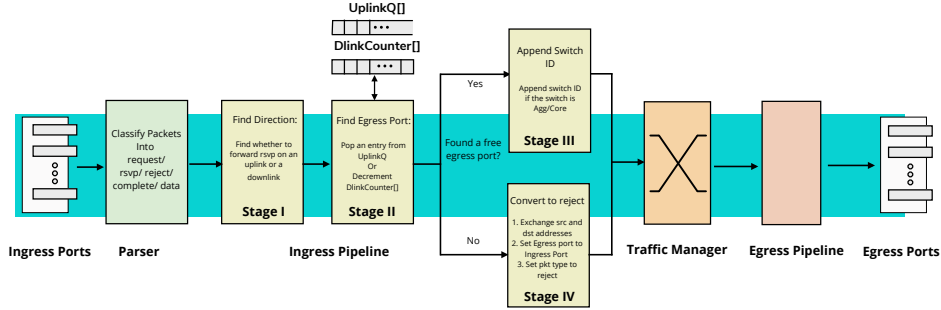 UplinkQ[]
DlinkCounter[]
Classify Packets
Into
request/
rsvp/ reject/
complete/ data
Find Direction:
Find whether to
forward rsvp on an
uplink or a
downlink
Stage I
Find Egress Port:
Pop an entry from
UplinkQ
Or
Decrement
DlinkCounter[]
Stage II
Yes
Found a free
egress port?
No
Append Switch
ID
Append switch ID
if the switch is
Agg/Core
Stage III
Convert to reject
1. Exchange src and
dst addresses
2. Set Egress port to
Ingress Port
3. Set pkt type to
reject
Stage IV
Ingress Ports
Parser
Ingress Pipeline
Traffic Manager
Egress Pipeline
Egress Ports